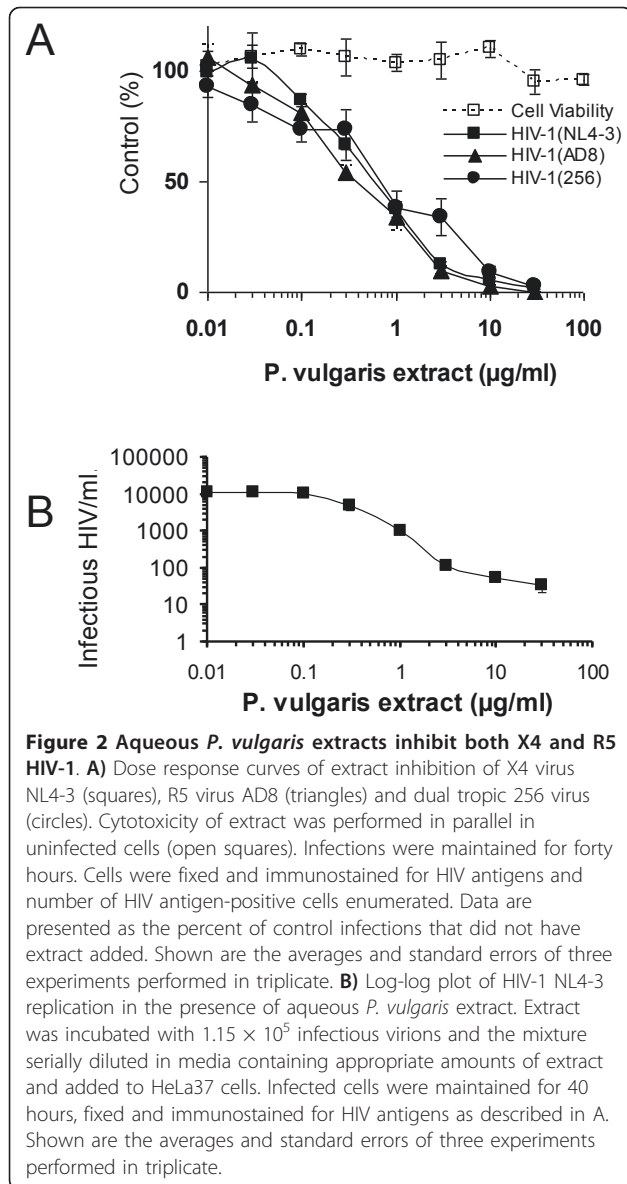 A
100
50
0
Control (%)
Cell Viability
HIV-1(NL4-3)
HIV-1(AD8)
HIV-1(256)
0.01 0.1 1 10 100
P. vulgaris extract (µg/ml)
B
100000
10000
1000
100
10
1
Infectious HIV/ml.
0.01 0.1 1 10 100
P. vulgaris extract (µg/ml)
Figure 2 Aqueous P. vulgaris extracts inhibit both X4 and R5
HIV-1. A) Dose response curves of extract inhibition of X4 virus
NL4-3 (squares), R5 virus AD8 (triangles) and dual tropic 256 virus
(circles). Cytotoxicity of extract was performed in parallel in
uninfected cells (open squares). Infections were maintained for forty
hours. Cells were fixed and immunostained for HIV antigens and
number of HIV antigen-positive cells enumerated. Data are
presented as the percent of control infections that did not have
extract added. Shown are the averages and standard errors of three
experiments performed in triplicate. B) Log-log plot of HIV-1 NL4-3
replication in the presence of aqueous P. vulgaris extract. Extract
was incubated with 1.15 × 10⁵ infectious virions and the mixture
serially diluted in media containing appropriate amounts of extract
and added to HeLa37 cells. Infected cells were maintained for 40
hours, fixed and immunostained for HIV antigens as described in A.
Shown are the averages and standard errors of three experiments
performed in triplicate.